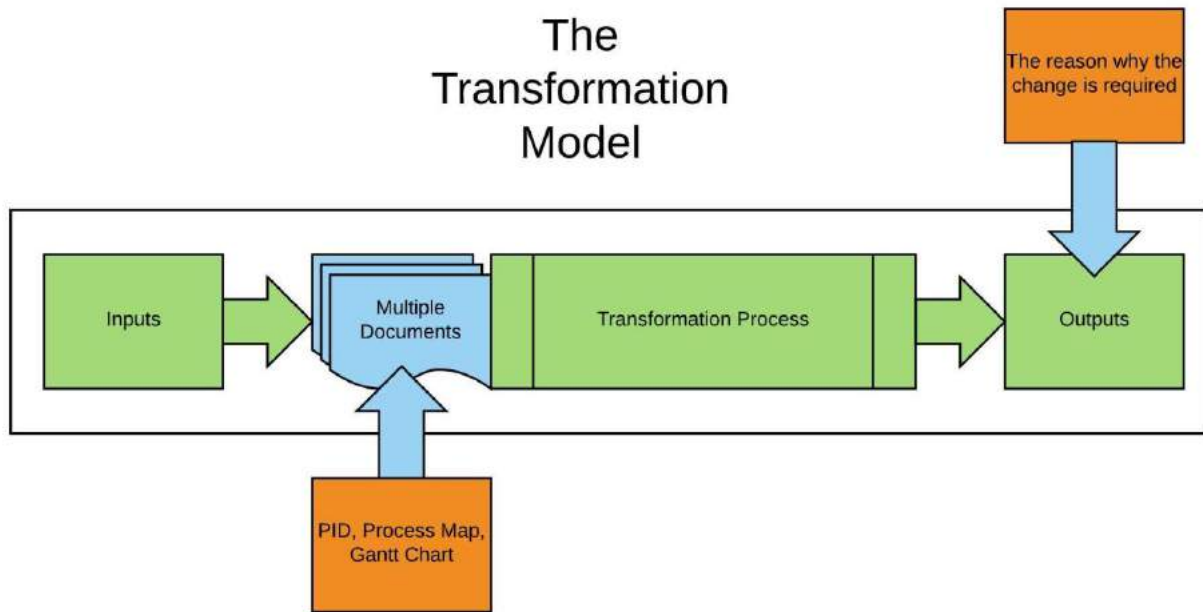 The
Transformation
Model
The reason why the
change is required
Inputs
Multiple
Documents
Transformation Process
Outputs
PID, Process Map,
Gantt Chart